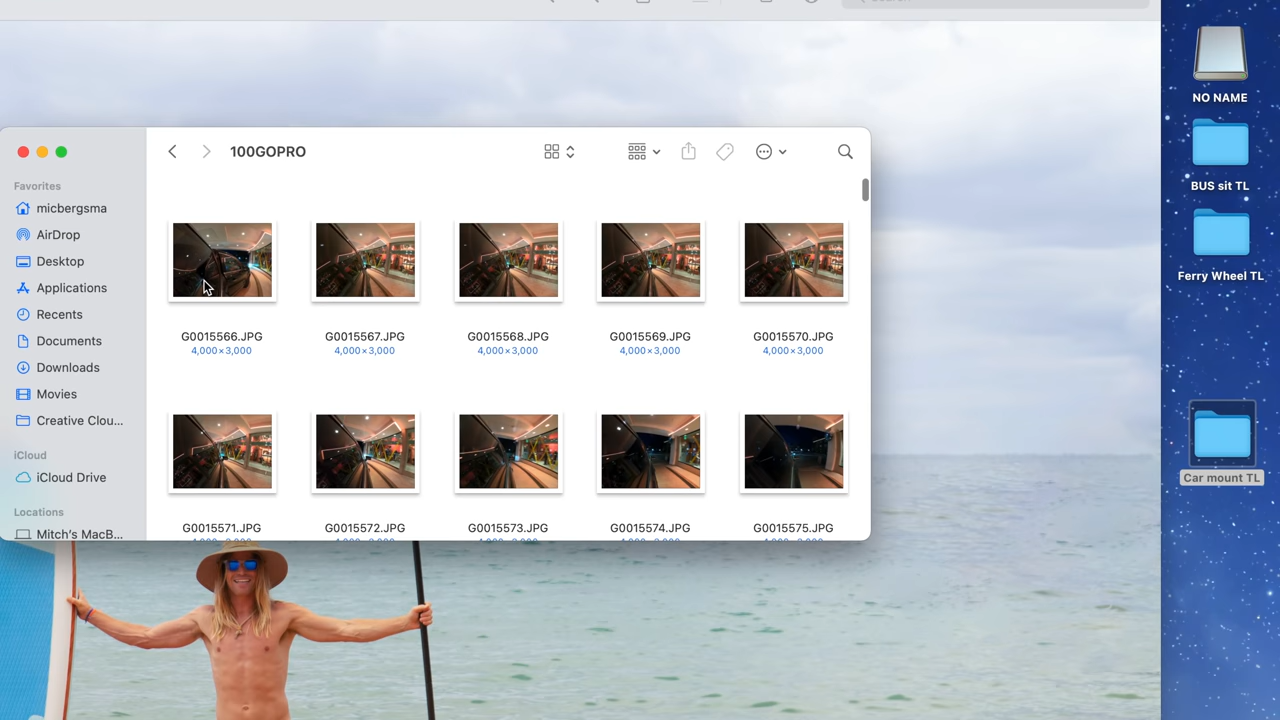 Search
NO NAME
BUS sit TL
Ferry Wheel TL
Car mount TL
100GOPRO
Favorites
micbergsma
AirDrop
Desktop
Applications
Recents
Documents
Downloads
Movies
Creative Clou...
iCloud
iCloud Drive
Locations
Mitch's MacB...
G0015566.JPG
G0015567.JPG
G0015568.JPG
G0015569.JPG
G0015570.JPG
4,000×3,000
4,000×3,000
4,000×3,000
4,000×3,000
4,000×3,000
G0015571.JPG
G0015572.JPG
G0015573.JPG
G0015574.JPG
G0015575.JPG